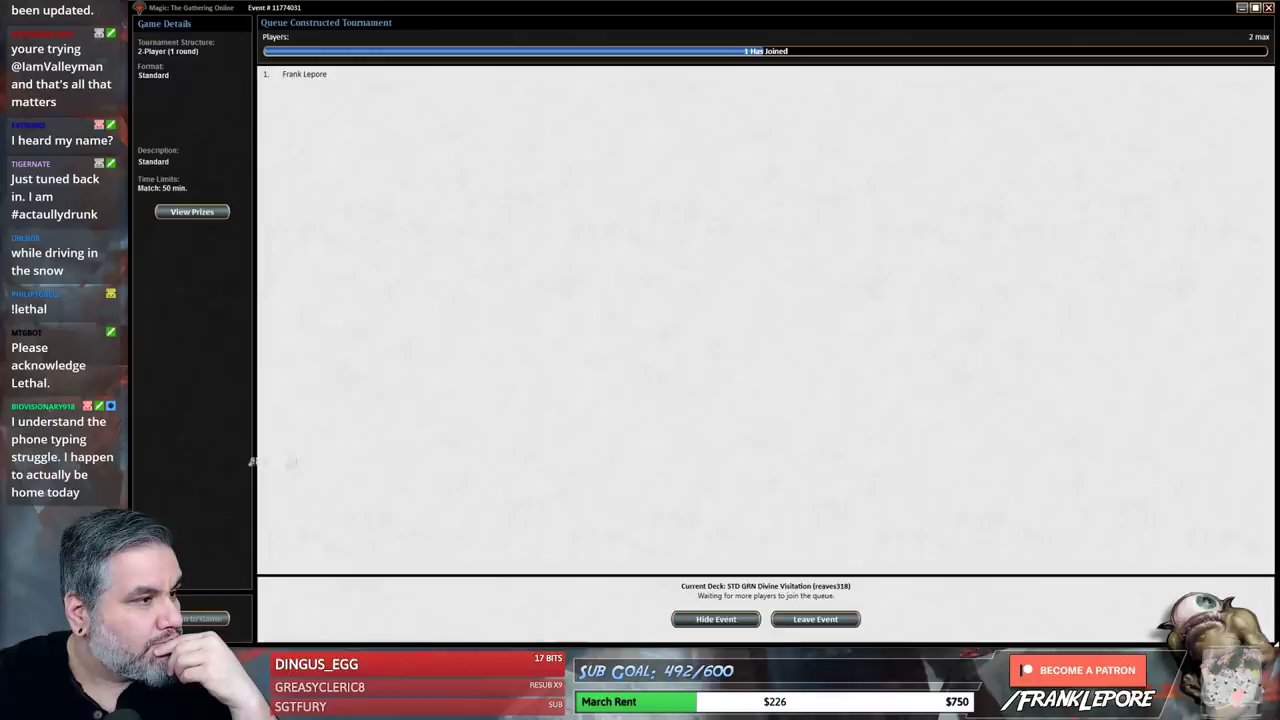 been updated.
youre trying
@Iamfreyman
and that's all that
matters
I heard my name?
TIGERNATE
Just tuned back
in. I am
#actaullydrunk
while driving in
the snow
!lethal
MTGBOT
Please
acknowledge
Lethal.
BIOVISIONARY918
I understand the
phone typing
struggle. I happen
to actually be
home today
Magic: The Gathering Online
Event # 11774031
Game Details
Tournament Structure:
2-Player (1 round)
Format:
Standard
Description:
Standard
Time Limits:
Match: 50 min.
View Prizes
Queue Constructed Tournament
Players:
2 max
1 Has Joined
1. Frank Lepore
Current Deck: STD GRN Divine Visitation (reaves318)
Waiting for more players to join the queue.
Hide Event
Leave Event
to Game
DINGUS_EGG 17 BITS
GREASYCLERIC8 RESUB X9
SGTFURY SUB
SUB GOAL: 492/600
March Rent $226 $750
BECOME A PATRON
/FRANKLEPORE